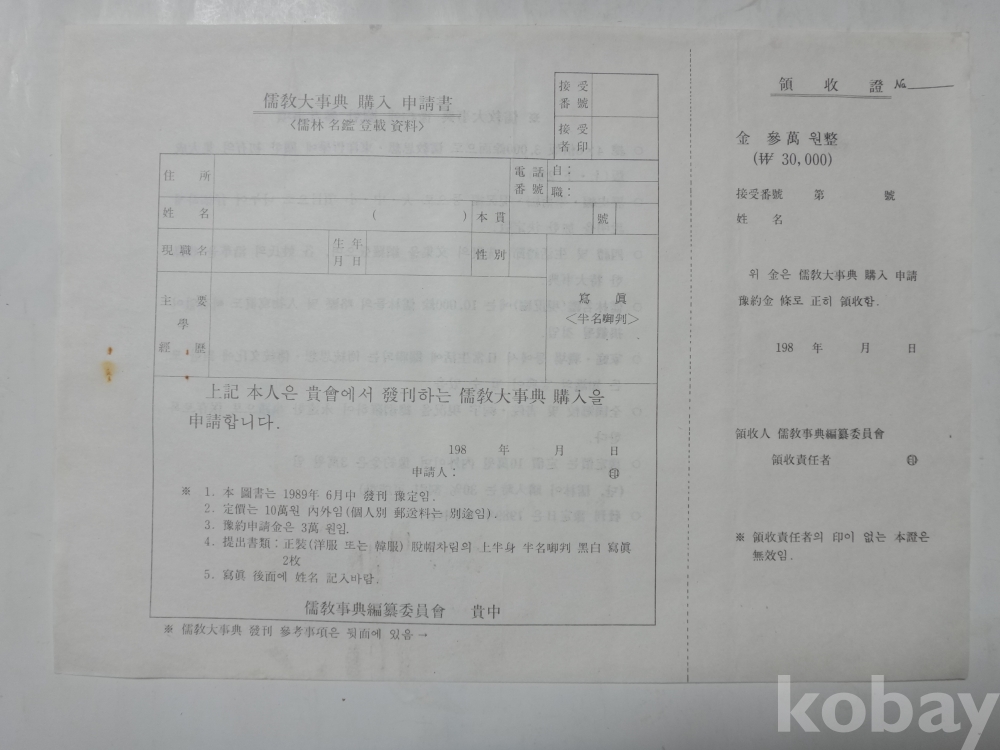 儒敎大事典 購入 申請書
〈儒林 名鑑 登載 資料〉
接受
番號
接受
名印
住所
電話
番號
自:
職:
姓名
( )
本貫
號
現職名
生年
月日
性別
主要
學
經歷
寫眞
〈半名啣判〉
上記 本人은 貴會에서 發刊하는 儒敎大事典 購入을
申請합니다.
198 年 月 日
申請人: ㊞
※ 1. 本 圖書는 1989年 6月中 發刊 豫定임.
2. 定價는 10萬원 內外임(個人別 郵送料는 別途임).
3. 豫約申請金은 3萬 원임.
4. 提出書類: 正裝(洋服 또는 韓服) 脫帽차림의 上半身 半名啣判 黑白 寫眞
2枚
5. 寫眞 後面에 姓名 記入바람.
儒敎事典編纂委員會 貴中
※ 儒敎大事典 發刊 參考事項은 뒷面에 있음 →
領收證 №
金 參萬 원整
(₩ 30,000)
接受番號 第 號
姓名
위 金은 儒敎大事典 購入 申請
豫約金 條로 正히 領收함.
198 年 月 日
領收人 儒敎事典編纂委員會
領收責任者 ㊞
※ 領收責任者의 印이 없는 本證은
無效임.
kobay